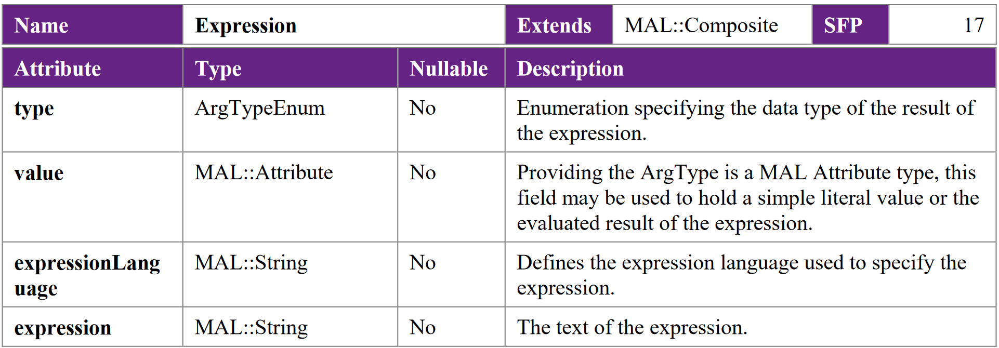 Name Expression Extends MAL::Composite SFP 17
Attribute Type Nullable Description
type ArgTypeEnum No Enumeration specifying the data type of the result of
the expression.
value MAL::Attribute No Providing the ArgType is a MAL Attribute type, this
field may be used to hold a simple literal value or the
evaluated result of the expression.
expressionLang MAL::String No Defines the expression language used to specify the
uage expression.
expression MAL::String No The text of the expression.